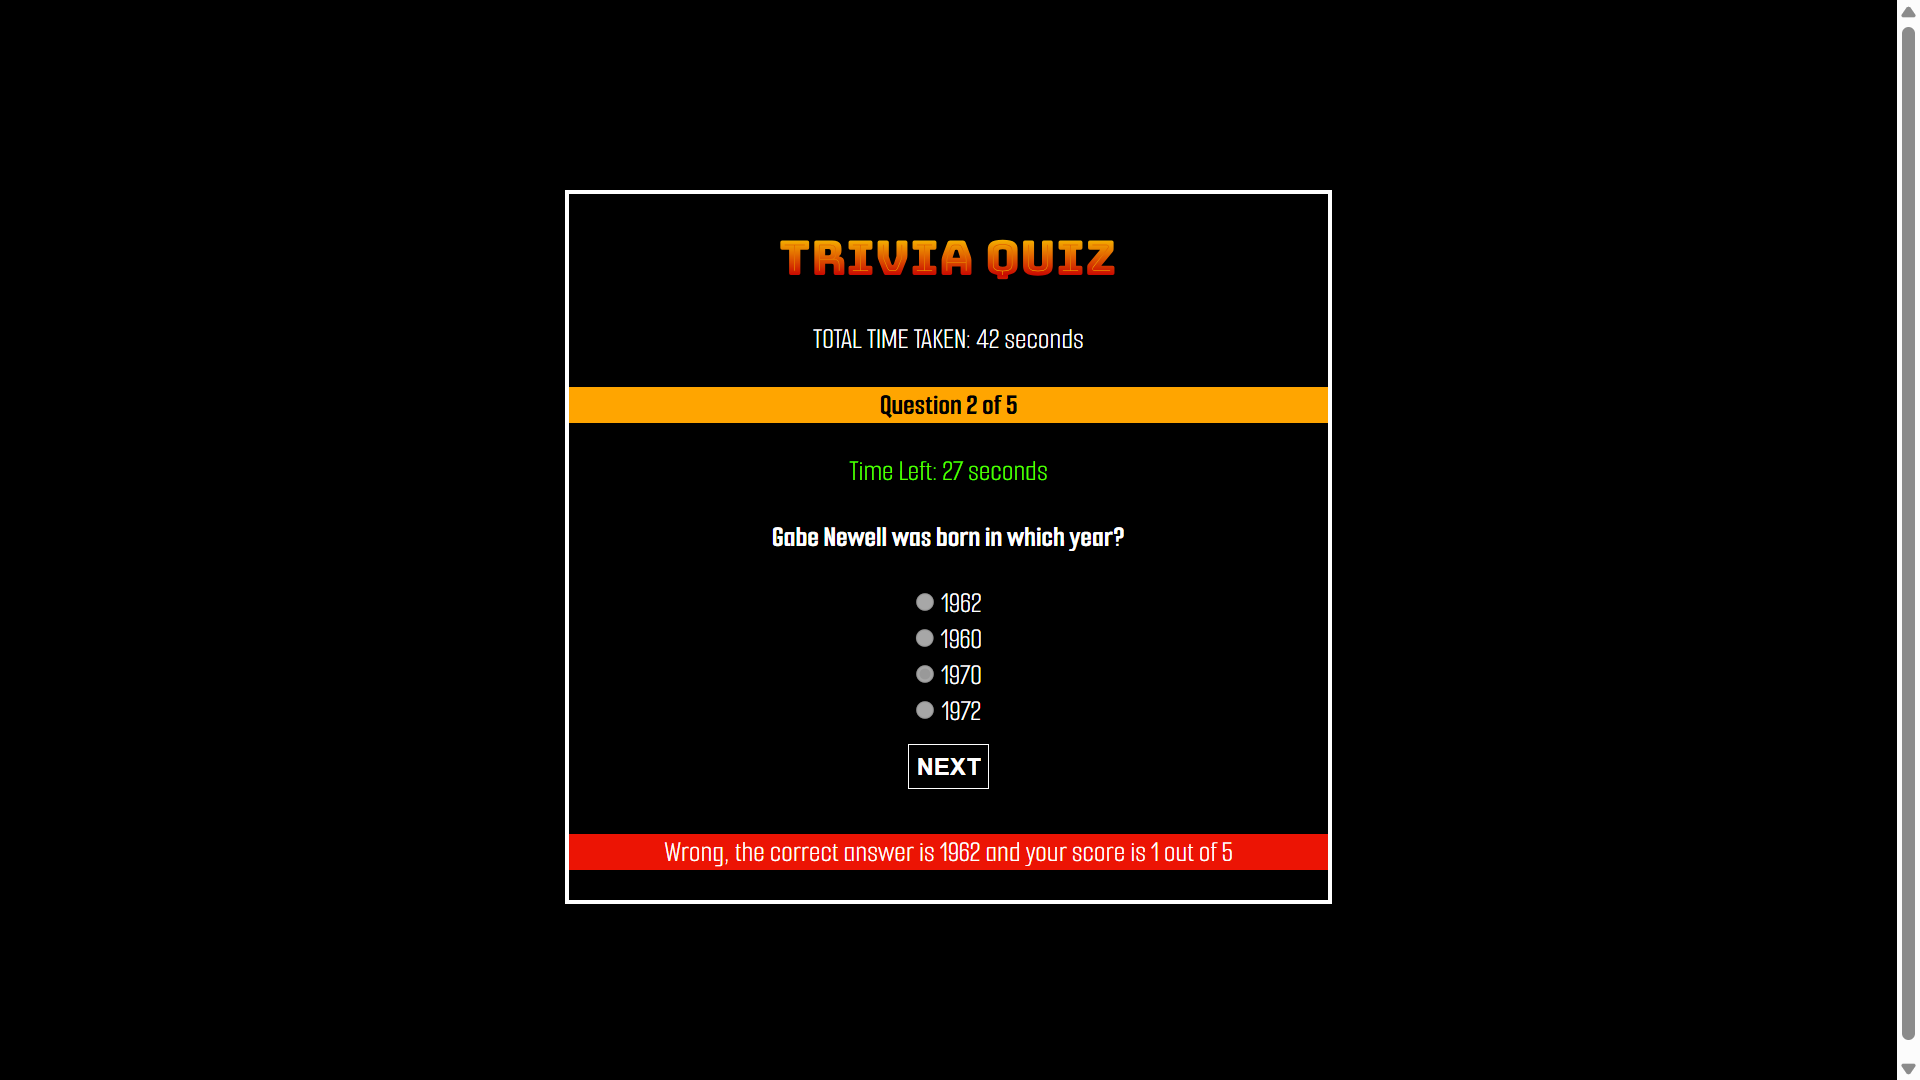 TRIVIA QUIZ
TOTAL TIME TAKEN: 42 seconds
Question 2 of 5
Time Left: 27 seconds
Gabe Newell was born in which year?
1962
1960
1970
1972
NEXT
Wrong, the correct answer is 1962 and your score is 1 out of 5